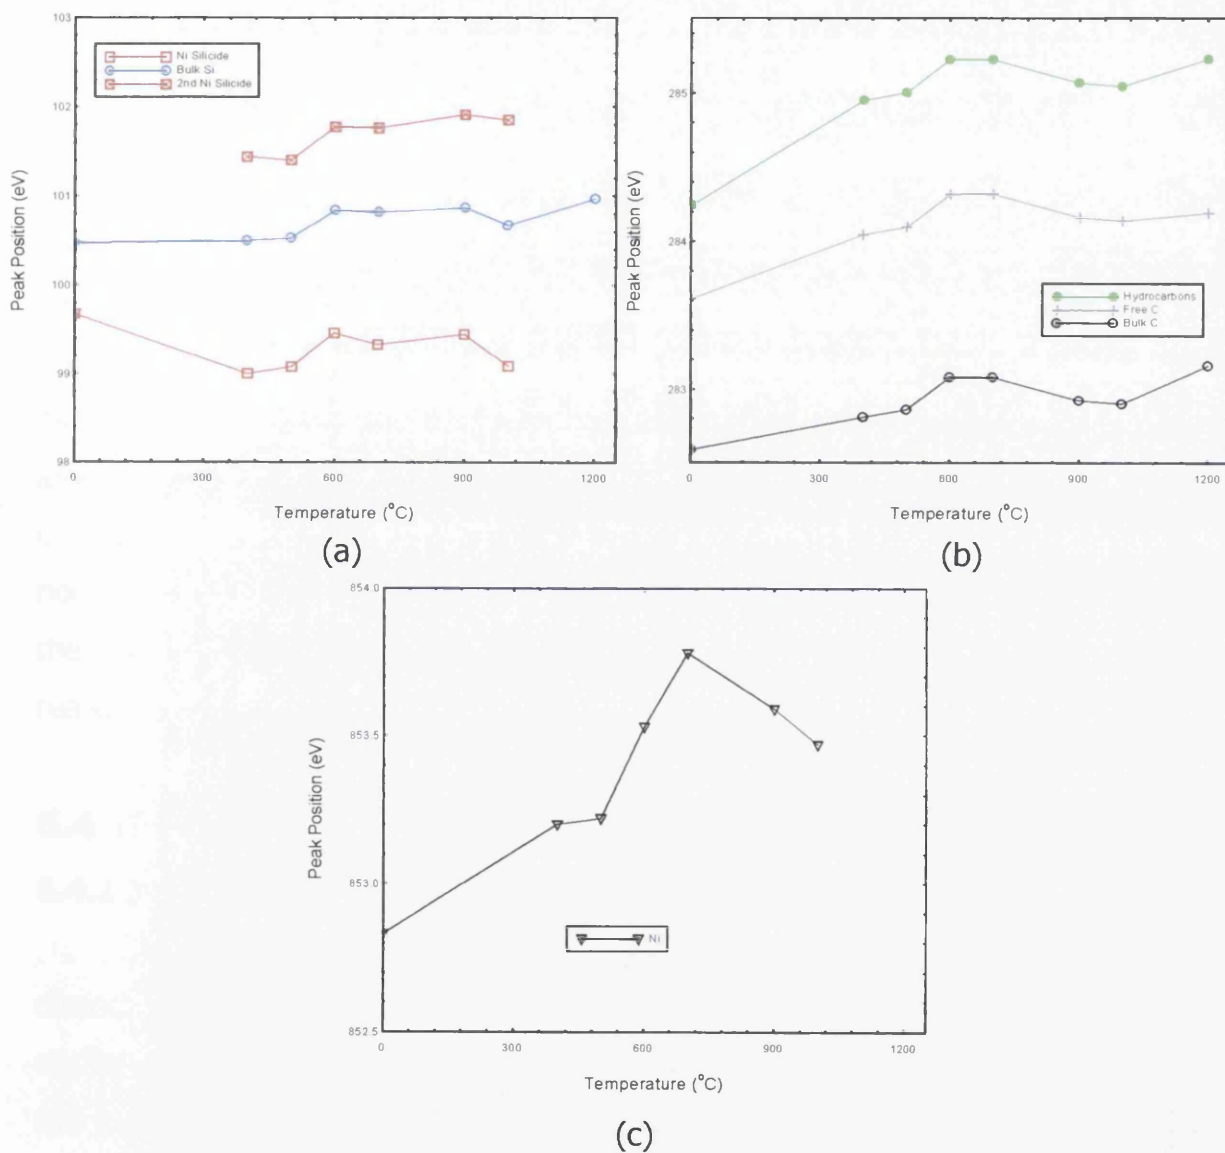 103
102
101
100
99
98
Peak Position (eV)
Ni Silicide
Bulk Si
2nd Ni Silicide
0
300
600
900
1200
Temperature (°C)
(a)
285
284
283
Peak Position (eV)
Hydrocarbons
Free C
Bulk C
0
300
600
900
1200
Temperature (°C)
(b)
854.0
853.5
853.0
852.5
Peak Position (eV)
Ni
0
300
600
900
1200
Temperature (°C)
(c)